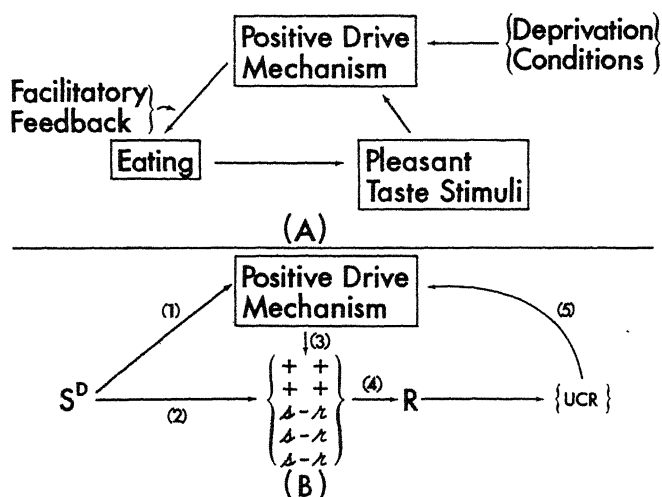 Positive Drive
Mechanism
{Deprivation}
{Conditions}
Facilitatory}
Feedback}
Eating
Pleasant
Taste Stimuli
(A)
Positive Drive
Mechanism
(1)
(5)
(3)
+ +
+ +
S^D
(2)
s-r
(4)
R
{UCR}
s-r
s-r
(B)